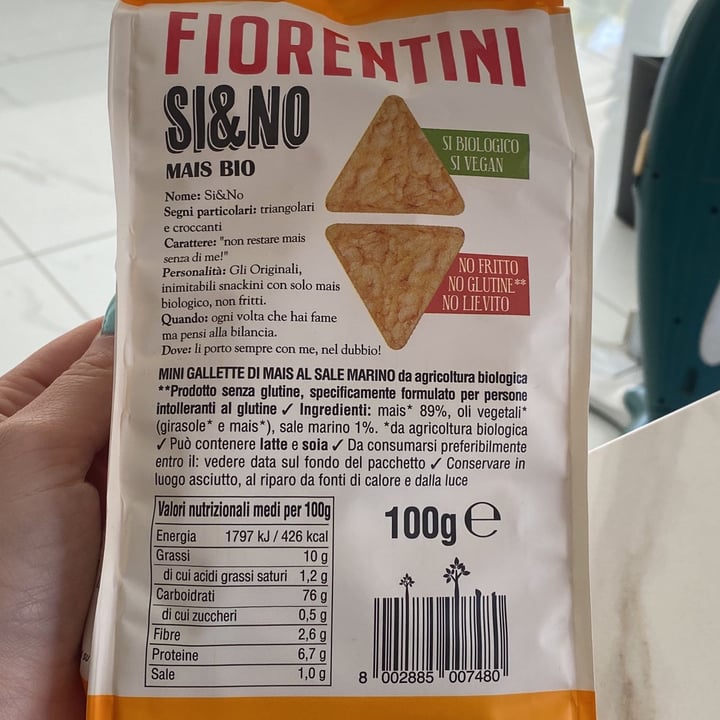 FIORENTINI
SI&NO
MAIS BIO
SI BIOLOGICO
SI VEGAN
Nome: Si&No
Segni particolari: triangolari
e croccanti
Carattere: "non restare mais
senza di me!"
Personalità: Gli Originali,
inimitabili snackini con solo mais
biologico, non fritti.
Quando: ogni volta che hai fame
ma pensi alla bilancia.
Dove: li porto sempre con me, nel dubbio!
NO FRITTO
NO GLUTINE**
NO LIEVITO
MINI GALLETTE DI MAIS AL SALE MARINO da agricoltura biologica
**Prodotto senza glutine, specificamente formulato per persone
intolleranti al glutine ✓ Ingredienti: mais* 89%, oli vegetali*
(girasole* e mais*), sale marino 1%. *da agricoltura biologica
✓ Può contenere latte e soia ✓ Da consumarsi preferibilmente
entro il: vedere data sul fondo del pacchetto ✓ Conservare in
luogo asciutto, al riparo da fonti di calore e dalla luce
Valori nutrizionali medi per 100g
Energia 1797 kJ / 426 kcal
Grassi 10 g
di cui acidi grassi saturi 1,2 g
Carboidrati 76 g
di cui zuccheri 0,5 g
Fibre 2,6 g
Proteine 6,7 g
Sale 1,0 g
100g ℮
8 002885 007480